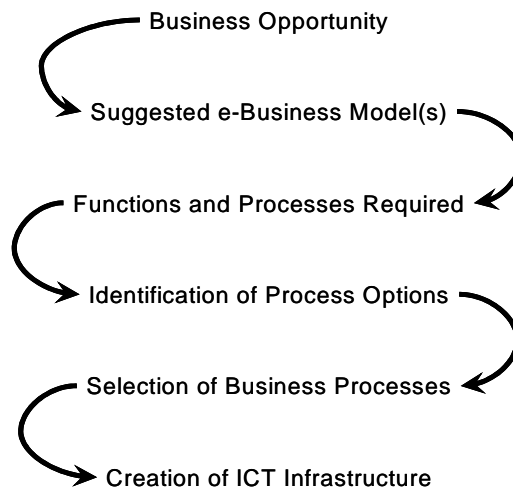 Business Opportunity
Suggested e-Business Model(s)
Functions and Processes Required
Identification of Process Options
Selection of Business Processes
Creation of ICT Infrastructure